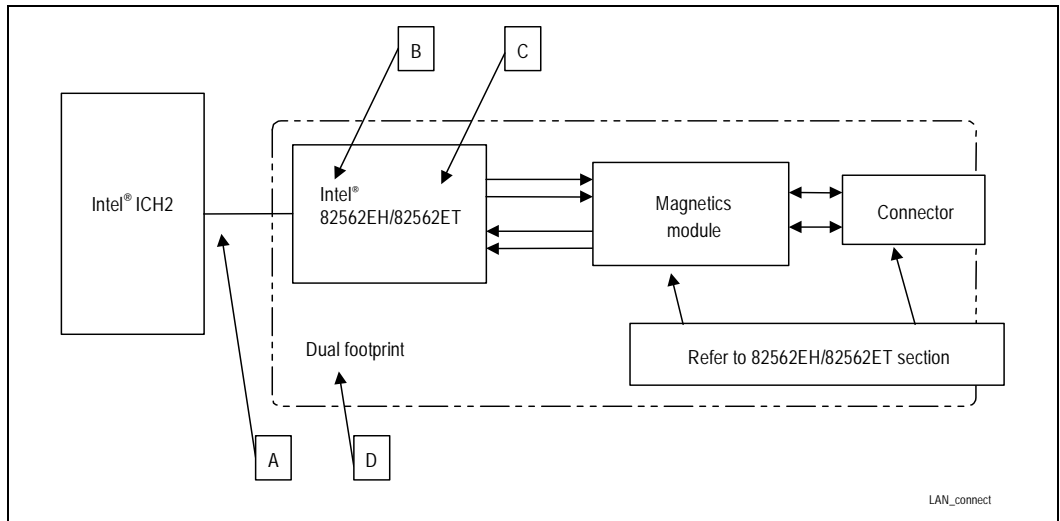 B
C
Intel® ICH2
Intel®
82562EH/82562ET
Magnetics
module
Connector
Dual footprint
Refer to 82562EH/82562ET section
A
D
LAN_connect